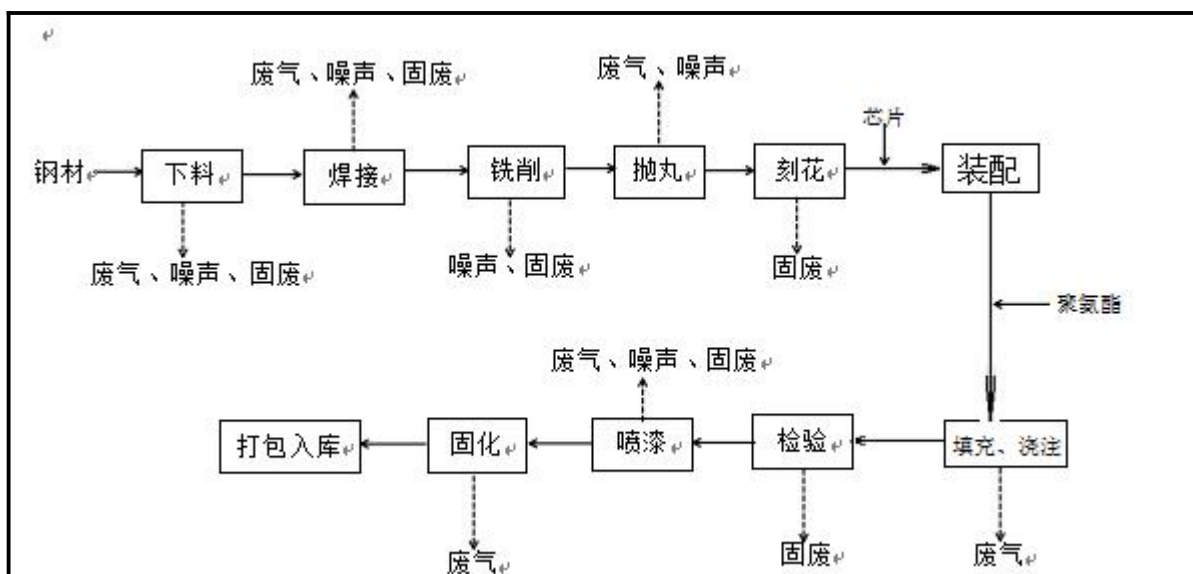 废气、噪声、固废
废气、噪声
芯片
钢材
下料
焊接
铣削
抛丸
刻花
装配
废气、噪声、固废
噪声、固废
固废
聚氨酯
废气、噪声、固废
打包入库
固化
喷漆
检验
填充、浇注
废气
固废
废气